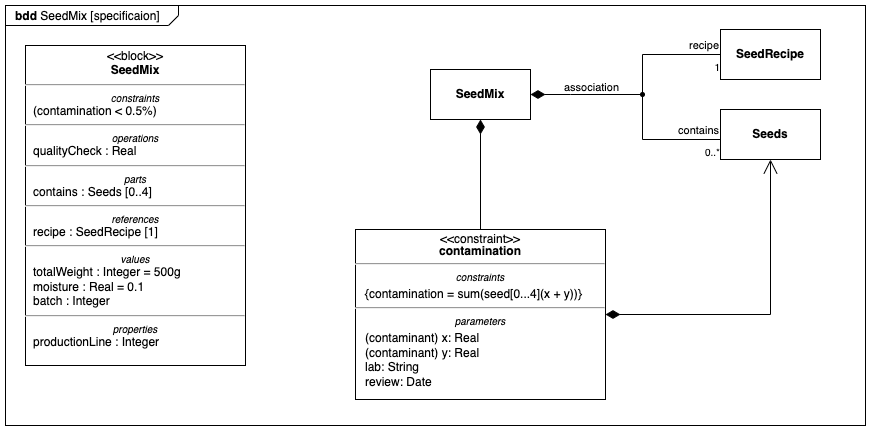 bdd SeedMix [specificaion]
<<block>>
SeedMix
constraints
(contamination < 0.5%)
operations
qualityCheck : Real
parts
contains : Seeds [0..4]
references
recipe : SeedRecipe [1]
values
totalWeight : Integer = 500g
moisture : Real = 0.1
batch : Integer
properties
productionLine : Integer
SeedMix
association
recipe
1
SeedRecipe
contains
0..*
Seeds
<<constraint>>
contamination
constraints
{contamination = sum(seed[0...4](x + y))}
parameters
(contaminant) x: Real
(contaminant) y: Real
lab: String
review: Date